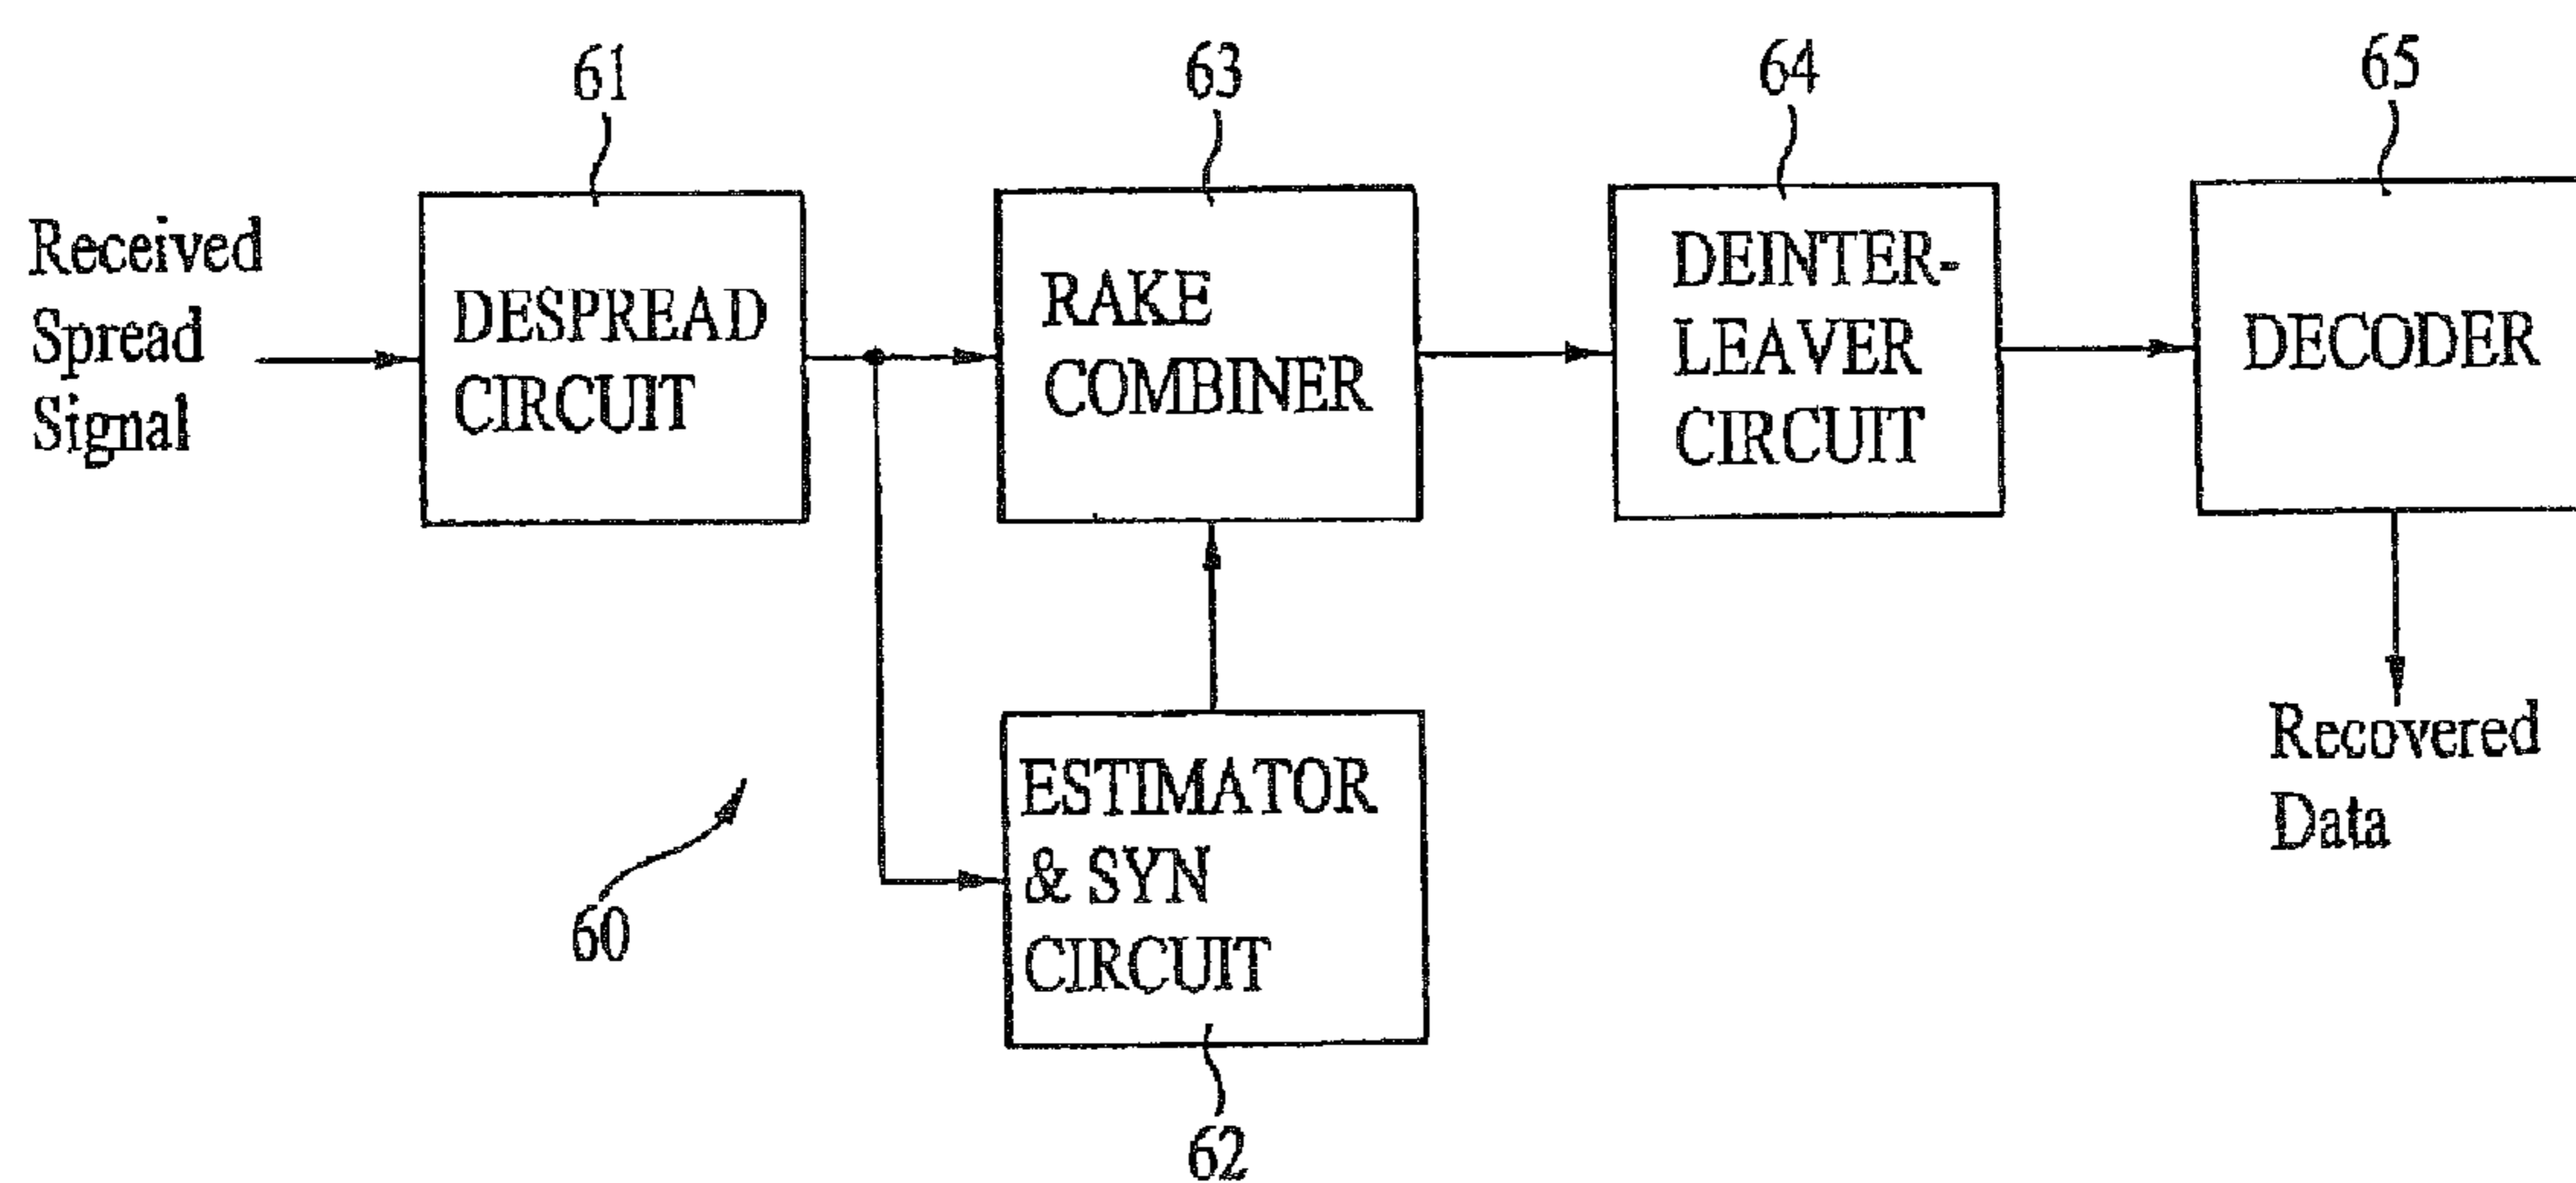 61
63
64
65
Received
Spread
Signal
DESPREAD
CIRCUIT
RAKE
COMBINER
DEINTER-
LEAVER
CIRCUIT
DECODER
ESTIMATOR
& SYN
CIRCUIT
Recovered
Data
60
62